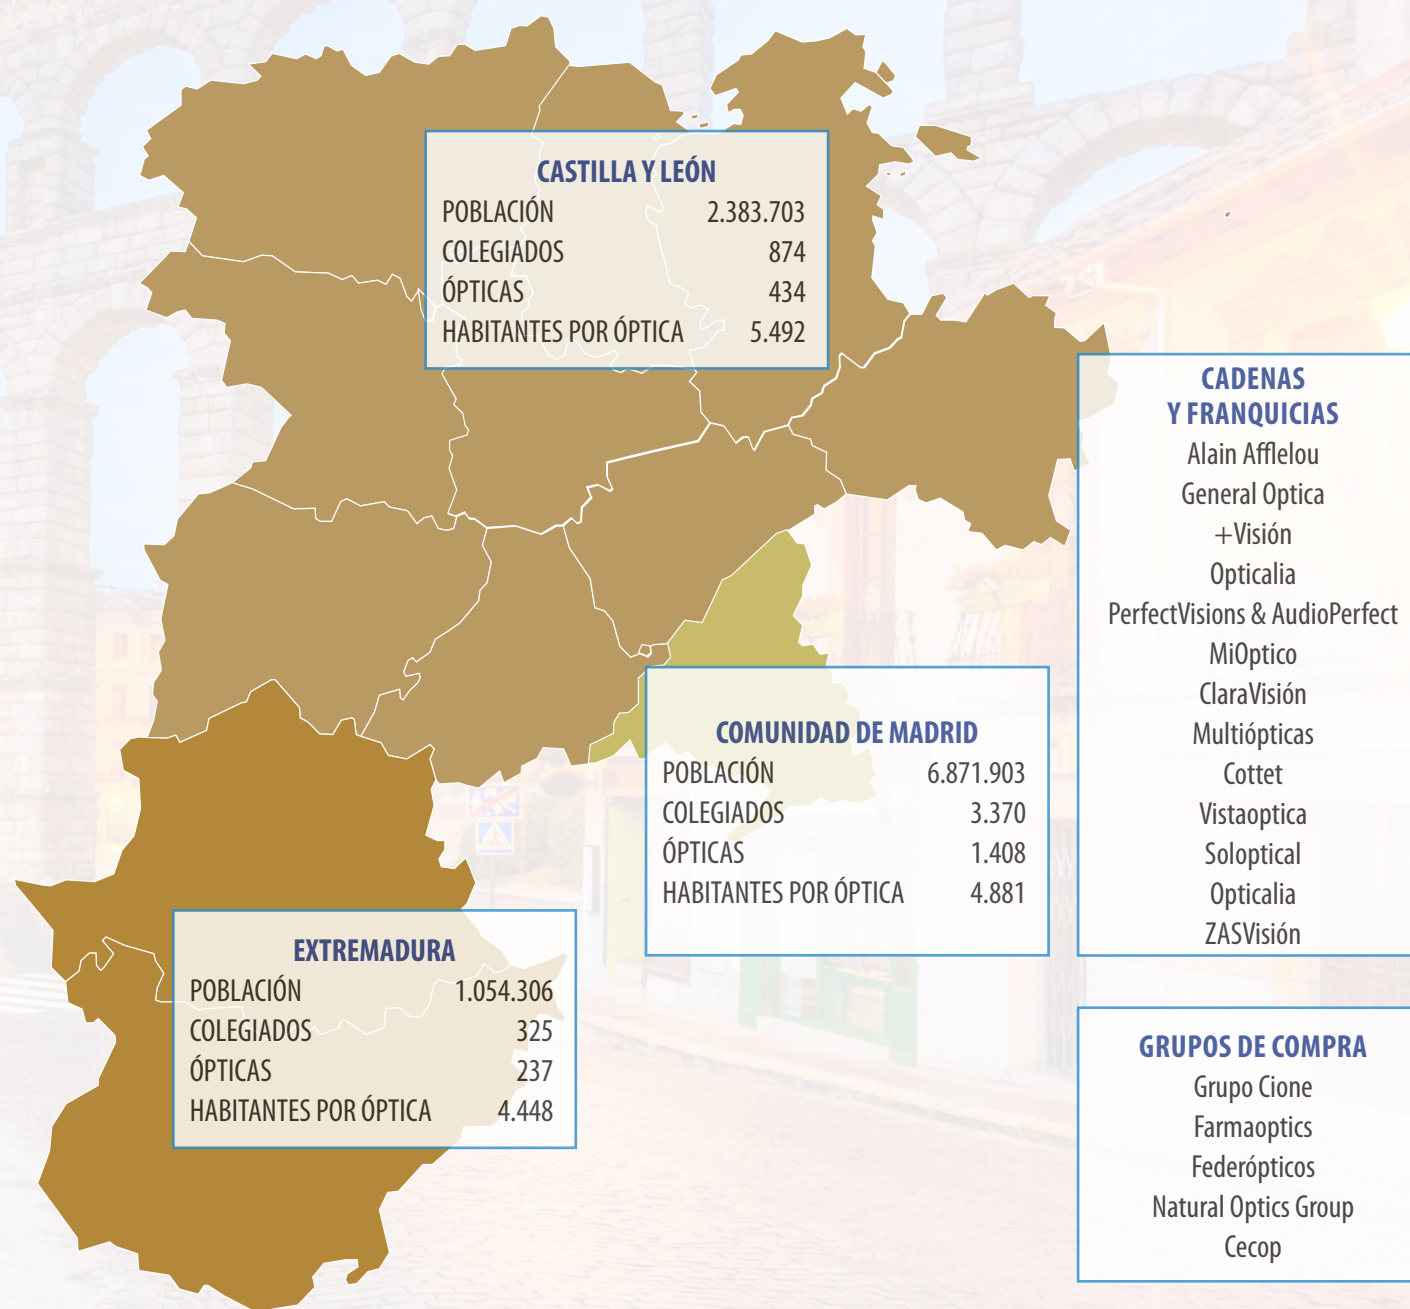 CASTILLA Y LEÓN
POBLACIÓN 2.383.703
COLEGIADOS 874
ÓPTICAS 434
HABITANTES POR ÓPTICA 5.492
CADENAS
Y FRANQUICIAS
Alain Afflelou
General Optica
+Visión
Opticalia
PerfectVisions & AudioPerfect
MiOptico
ClaraVisión
Multiópticas
Cottet
Vistaoptica
Soloptical
Opticalia
ZASVisión
COMUNIDAD DE MADRID
POBLACIÓN 6.871.903
COLEGIADOS 3.370
ÓPTICAS 1.408
HABITANTES POR ÓPTICA 4.881
EXTREMADURA
POBLACIÓN 1.054.306
COLEGIADOS 325
ÓPTICAS 237
HABITANTES POR ÓPTICA 4.448
GRUPOS DE COMPRA
Grupo Cione
Farmaoptics
Federópticos
Natural Optics Group
Cecop